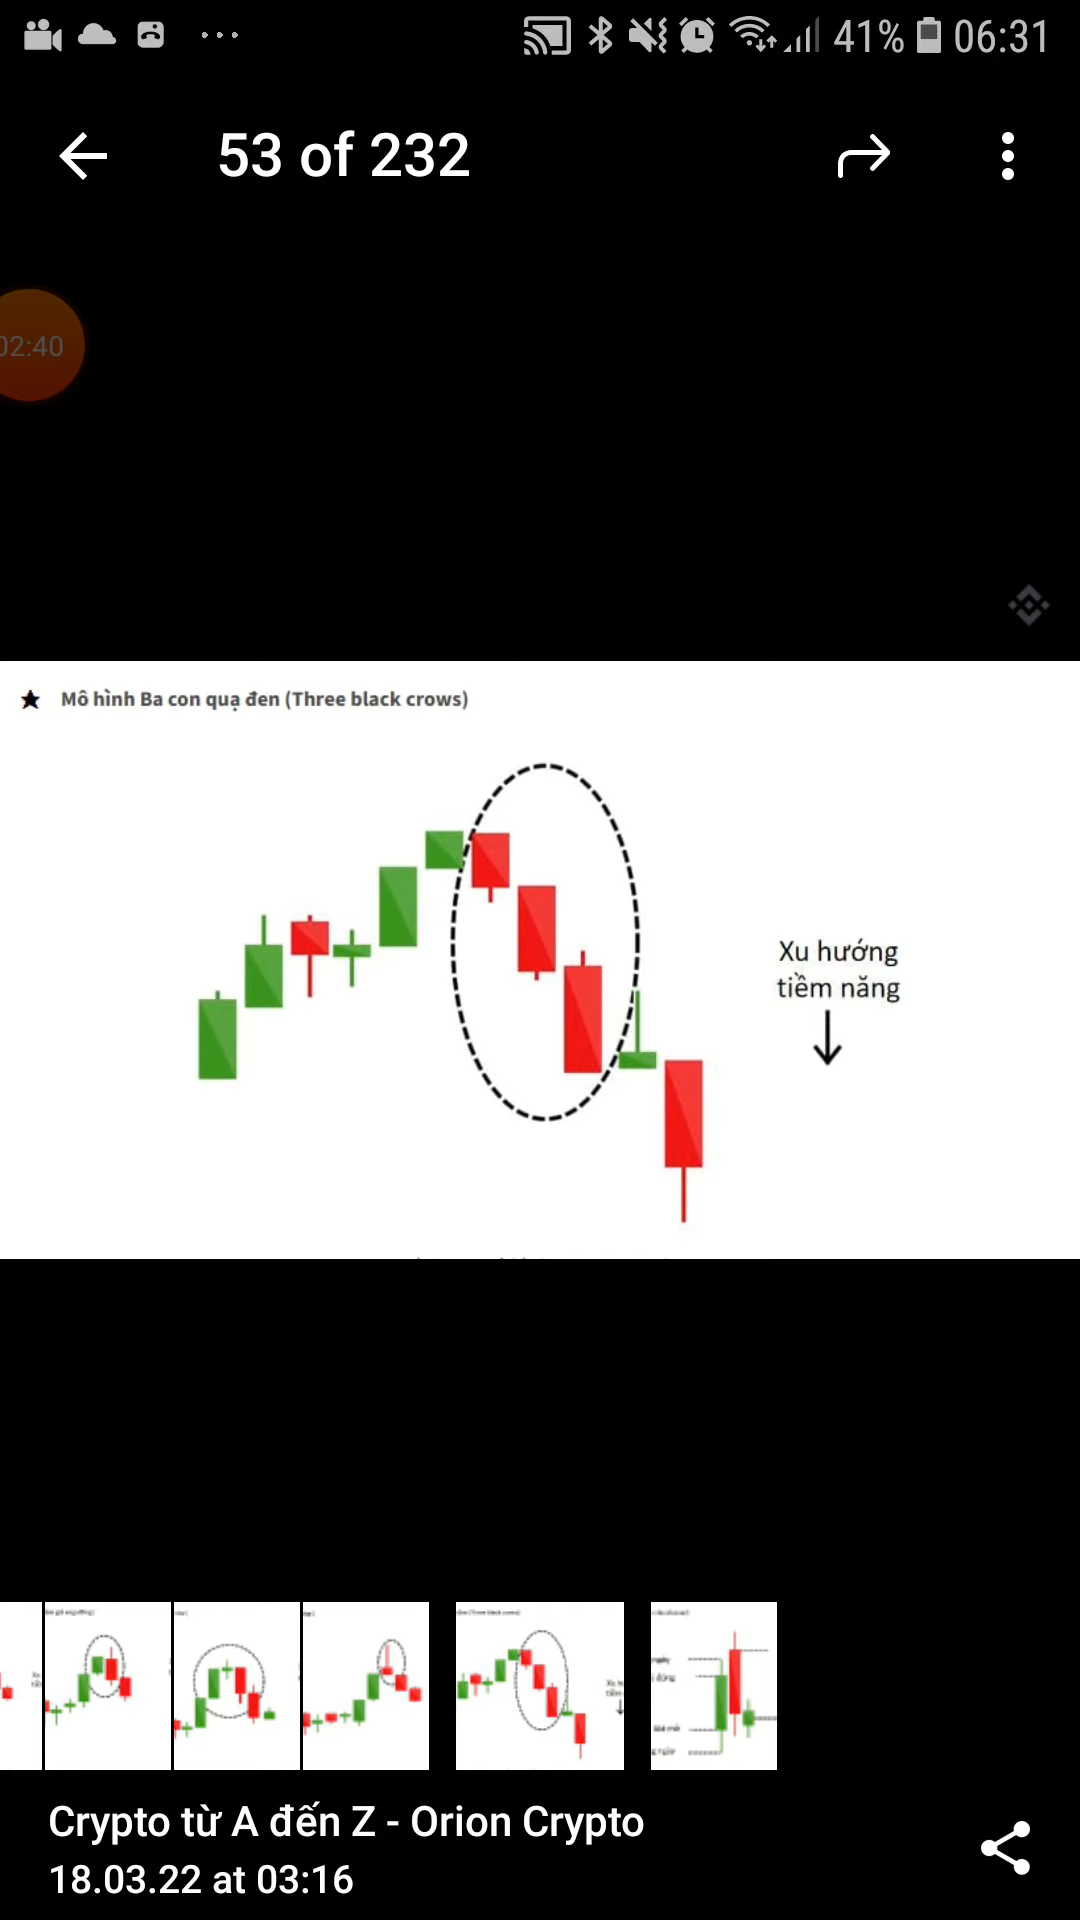 41% 06:31
53 of 232
02:40
★ Mô hình Ba con quạ đen (Three black crows)
Xu hướng
tiềm năng
Crypto từ A đến Z - Orion Crypto
18.03.22 at 03:16